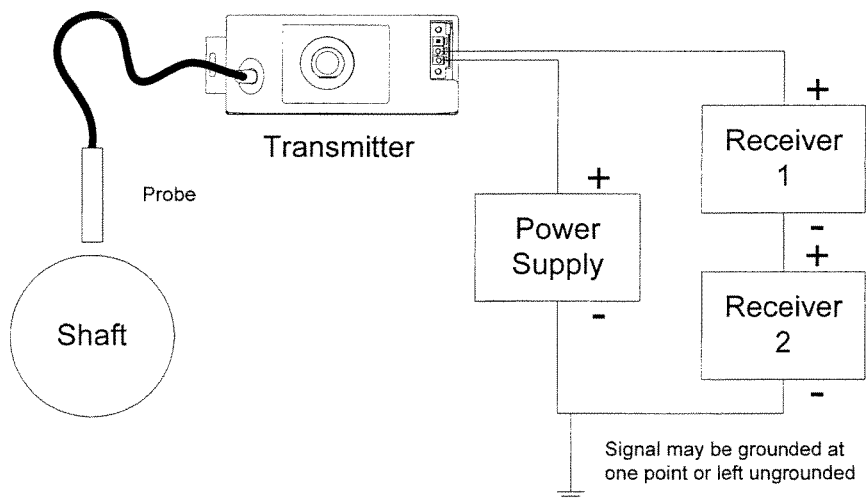 Transmitter
Probe
Shaft
+
Power
Supply
-
+
Receiver
1
-
+
Receiver
2
-
Signal may be grounded at
one point or left ungrounded